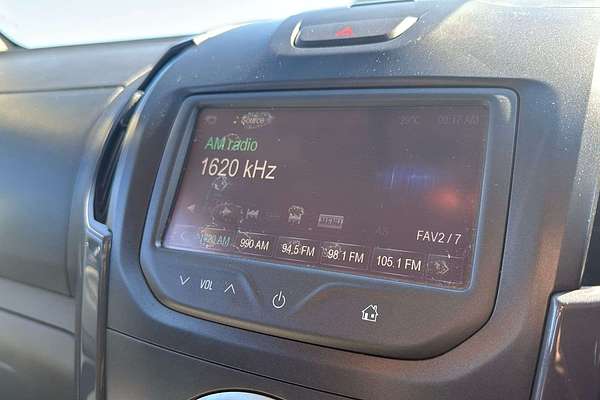 Source
AM radio
1620 kHz
AS
FAV2 / 7
990 AM
94.5 FM
98.1 FM
105.1 FM
VOL